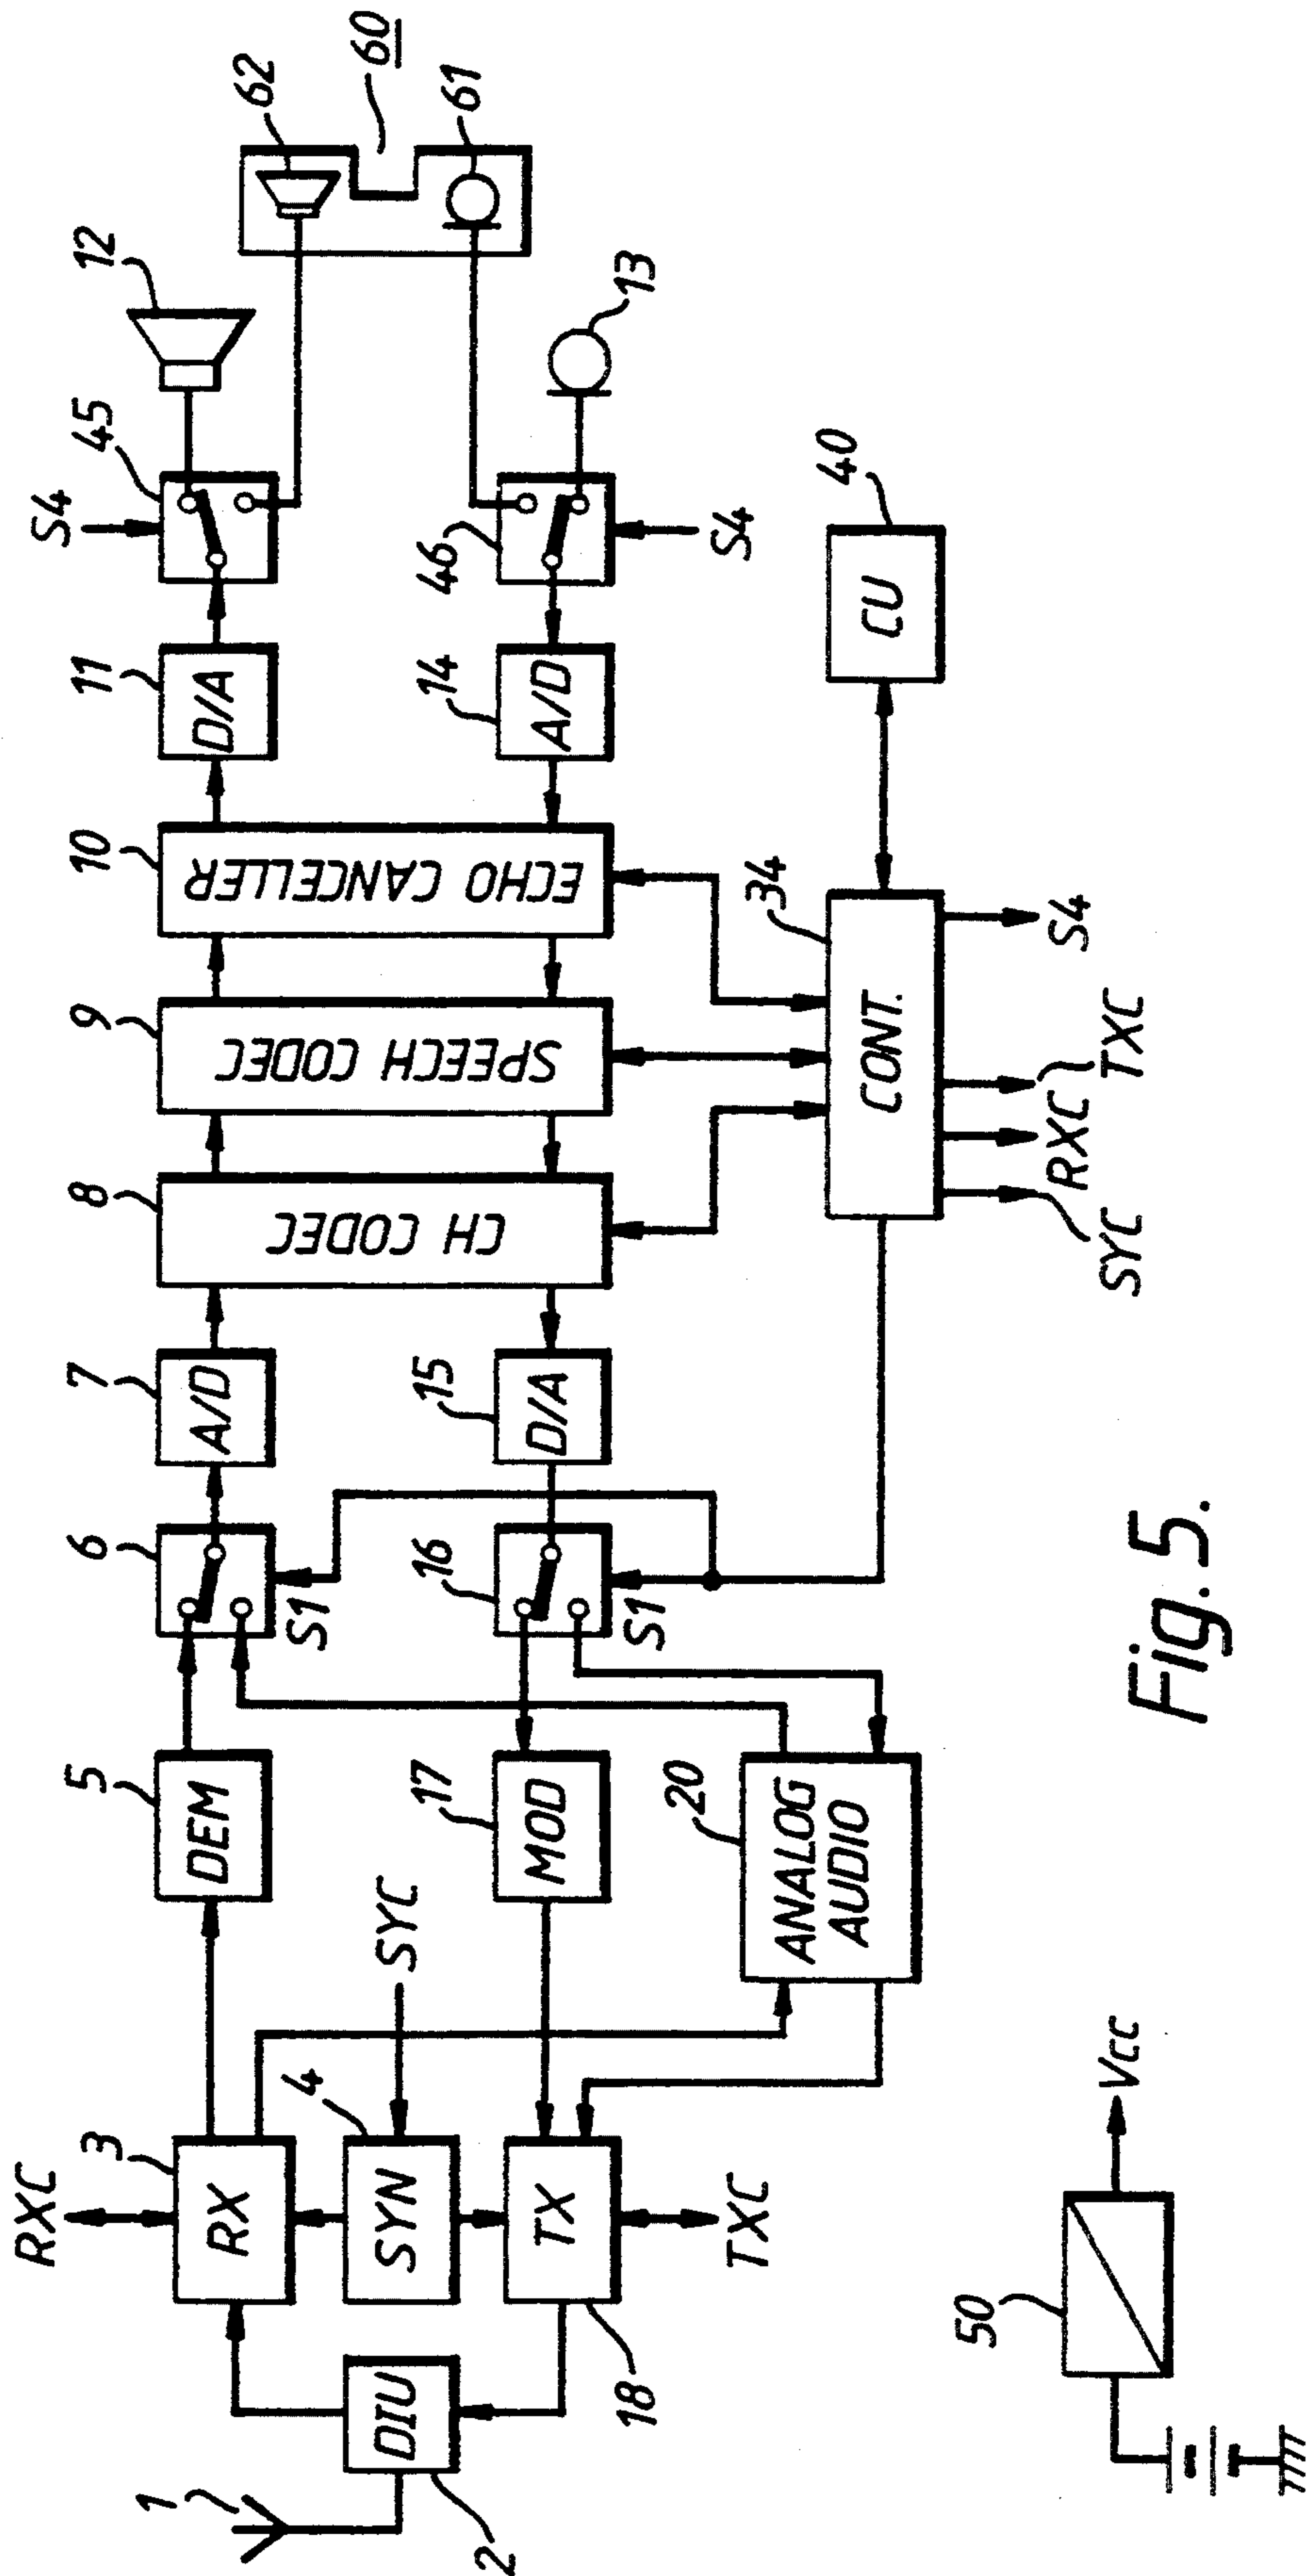 RXC
3
RX
5
DEM
6
S1
7
A/D
8
CH CODEC
9
SPEECH CODEC
10
ECHO CANCELLER
11
D/A
S4
45
12
62
60
61
1
DIU
2
4
SYN
SYC
TX
18
TXC
17
MOD
16
S1
15
D/A
14
A/D
46
S4
13
20
ANALOG
AUDIO
34
CONT.
40
CU
SYC
RXC
TXC
S4
50
Vcc
Fig. 5.